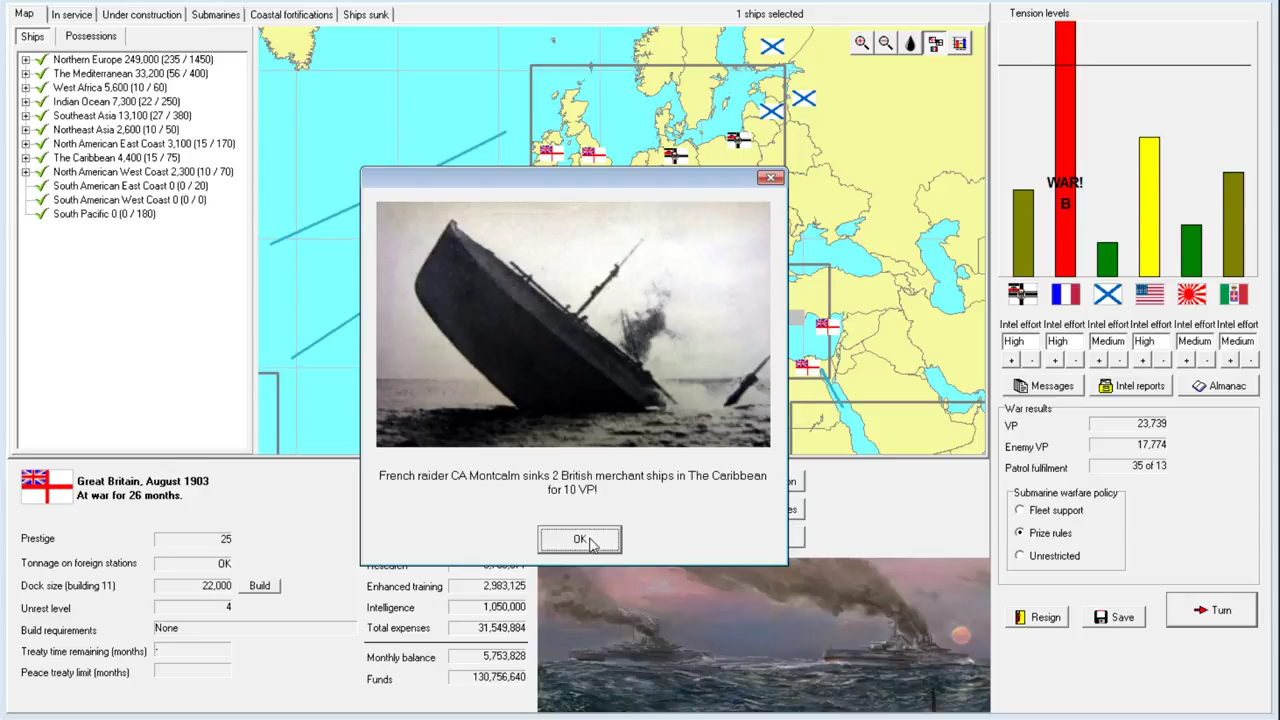 Map
In service
Under construction
Submarines
Coastal fortifications
Ships sunk
1 ships selected
Tension levels
Ships
Possessions
Northern Europe 249,000 (235 / 1450)
The Mediterranean 33,200 (56 / 400)
West Africa 5,600 (10 / 60)
Indian Ocean 7,300 (22 / 250)
Southeast Asia 13,100 (27 / 380)
Northeast Asia 2,600 (10 / 50)
North American East Coast 3,100 (15 / 170)
The Caribbean 4,400 (15 / 75)
North American West Coast 2,300 (10 / 70)
South American East Coast 0 (0 / 20)
South American West Coast 0 (0 / 0)
South Pacific 0 (0 / 180)
WAR!
B
French raider CA Montcalm sinks 2 British merchant ships in The Caribbean
for 10 VP!
OK
Intel effort Intel effort Intel effort Intel effort Intel effort Intel effort
High High Medium High Medium Medium
+ - + - + - + - + - + -
Messages
Intel reports
Almanac
War results
VP 23,739
Enemy VP 17,774
Patrol fulfilment 35 of 13
Submarine warfare policy
Fleet support
Prize rules
Unrestricted
Resign
Save
Turn
Great Britain, August 1903
At war for 26 months.
Prestige 25
Tonnage on foreign stations OK
Dock size (building 11) 22,000 Build
Unrest level 4
Build requirements None
Treaty time remaining (months) -
Peace treaty limit (months)
Enhanced training 2,983,125
Intelligence 1,050,000
Total expenses 31,549,884
Monthly balance 5,753,828
Funds 130,756,640